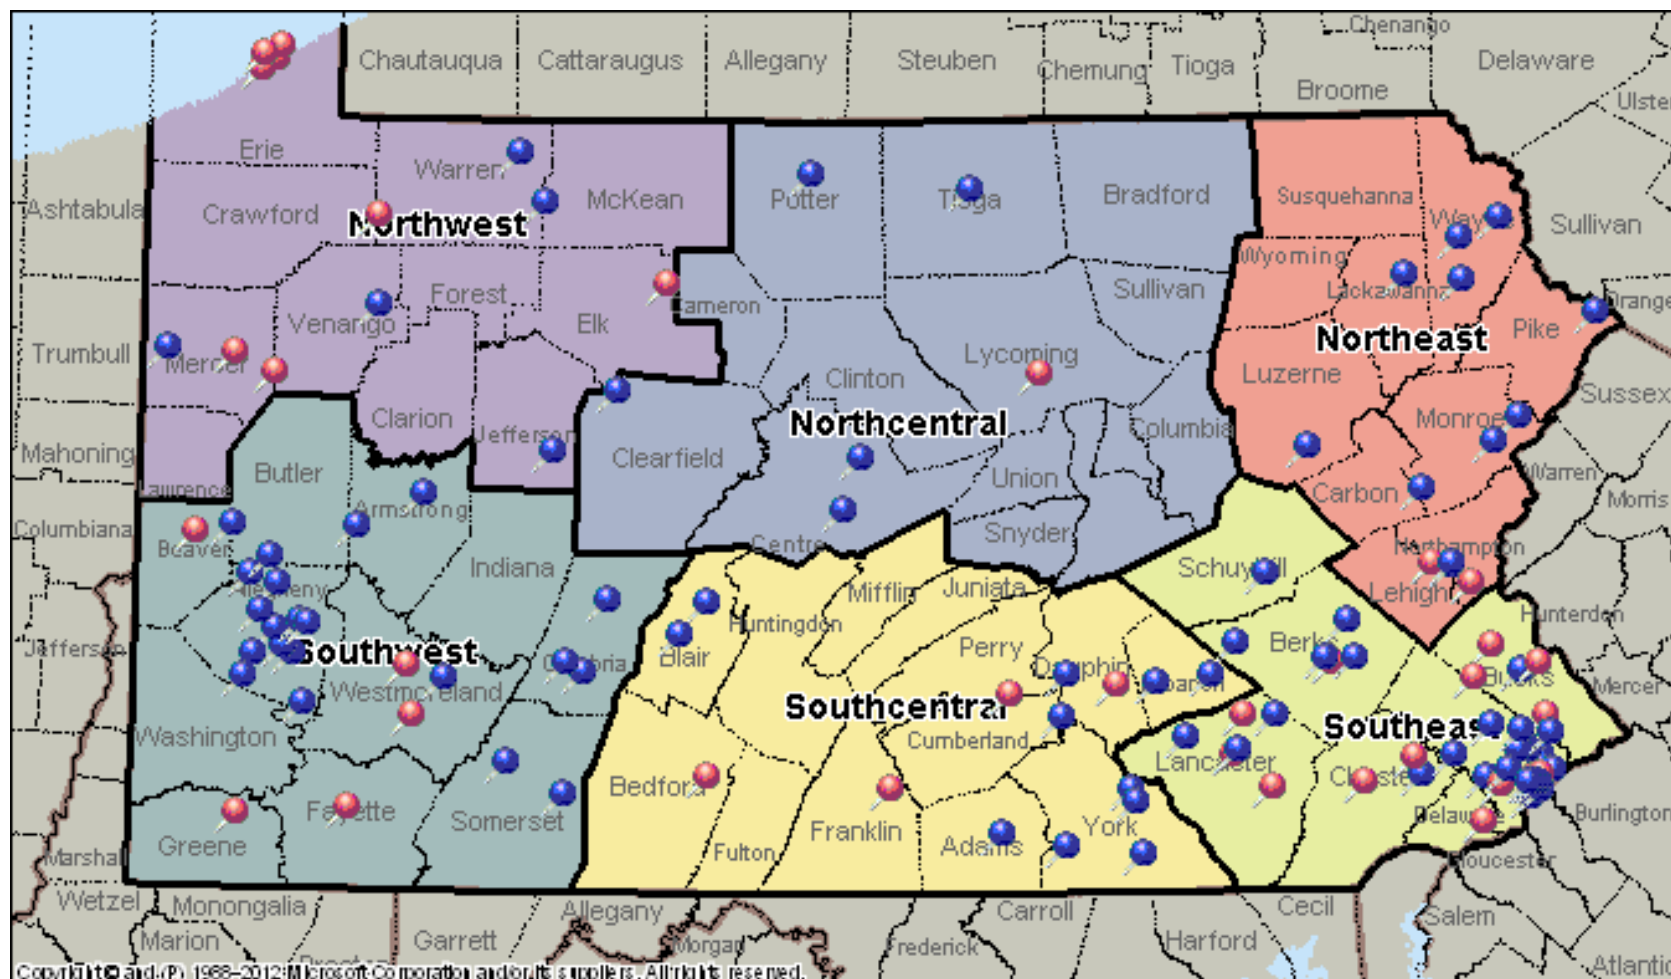 Chenango
Chautauqua Cattaraugus Allegany Steuben Chemung Tioga Delaware
Broome Ulster
Erie Warren
Ashtabula Crawford McKean Potter Tioga Bradford Susquehanna Wayne Sullivan
Northwest
Wyoming
Forest Cameron Sullivan Lackawanna Orange
Venango Elk Pike
Northeast
Trumbull Mercer Lycoming Luzerne
Clinton Sussex
Clarion Northcentral Monroe
Jefferson Columbia
Mahoning Butler Clearfield Union Warren
Lawrence Armstrong Carbon Morris
Columbiana Snyder
Beaver Centre Northampton
Indiana Schuylkill
Allegheny Mifflin Juniata Lehigh
Huntingdon Hunterdon
Jefferson Southwest Cambria Blair Perry Dauphin Berks
Westmoreland Lebanon Bucks Mercer
Southcentral
Washington Cumberland Southeast
Lancaster Chester
Bedford
Fayette Somerset Franklin York Delaware Burlington
Greene Fulton Adams
Marshall Gloucester
Wetzel Monongalia Allegany Carroll Cecil Salem
Marion Garrett Morgan Frederick Harford
Preston Atlantic
Copyright © and (P) 1988–2012 Microsoft Corporation and/or its suppliers. All rights reserved.